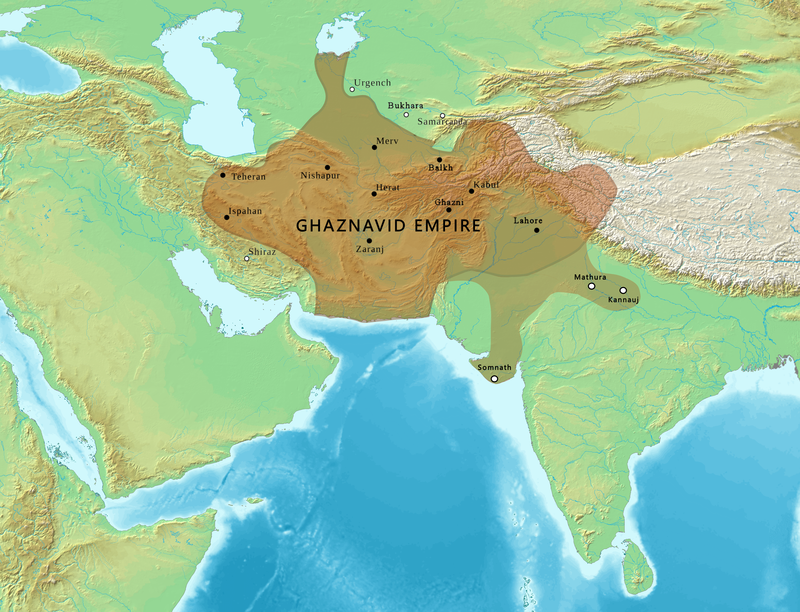 Urgench
Bukhara
Samarcanda
Merv
Balkh
Teheran
Nishapur
Herat
Kabul
Ghazni
Ispahan
GHAZNAVID EMPIRE
Lahore
Zaranj
Shiraz
Mathura
Kannauj
Somnath